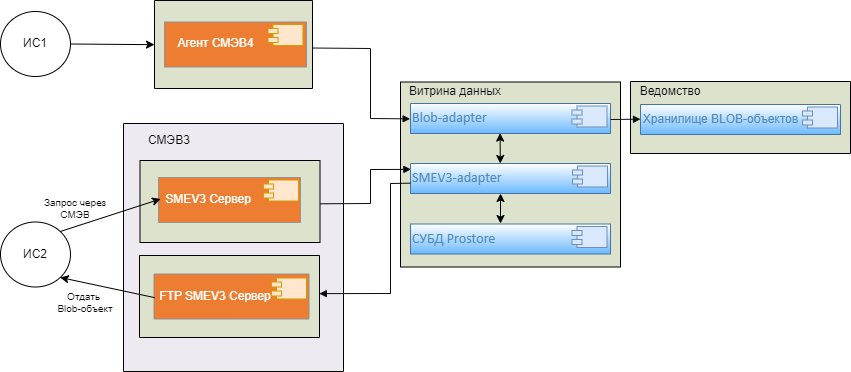 ИС1
Агент СМЭВ4
Витрина данных
Ведомство
Blob-adapter
Хранилище BLOB-объектов
СМЭВ3
SMEV3-adapter
Запрос через
СМЭВ
SMEV3 Сервер
СУБД Prostore
ИС2
Отдать
Blob-объект
FTP SMEV3 Сервер